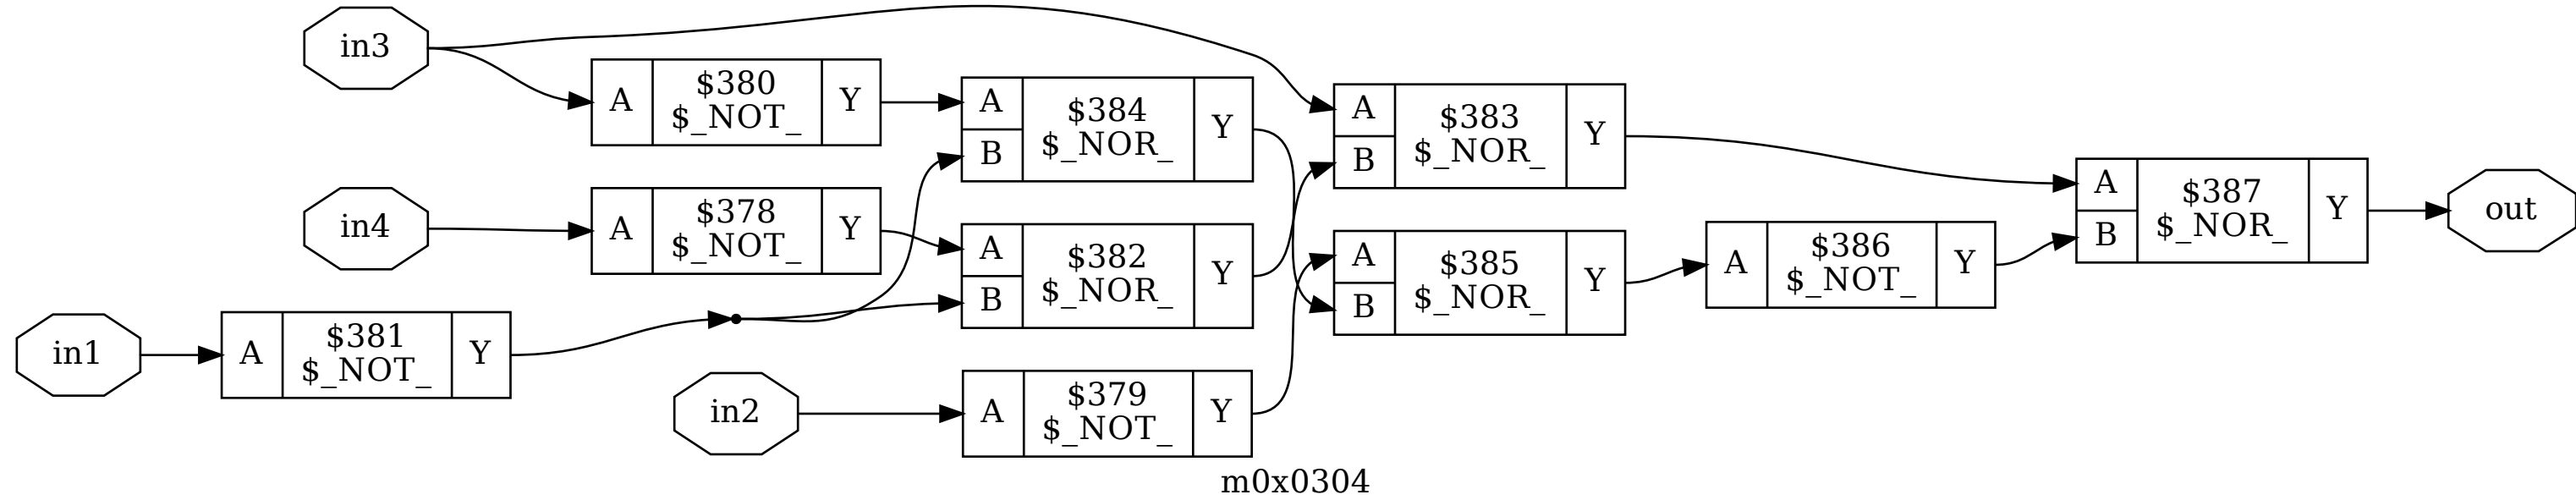 in3
A $380 $_NOT_ Y
A B $384 $_NOR_ Y
A B $383 $_NOR_ Y
in4
A $378 $_NOT_ Y
A B $382 $_NOR_ Y
A B $385 $_NOR_ Y
A $386 $_NOT_ Y
A B $387 $_NOR_ Y
out
in1
A $381 $_NOT_ Y
in2
A $379 $_NOT_ Y
m0x0304